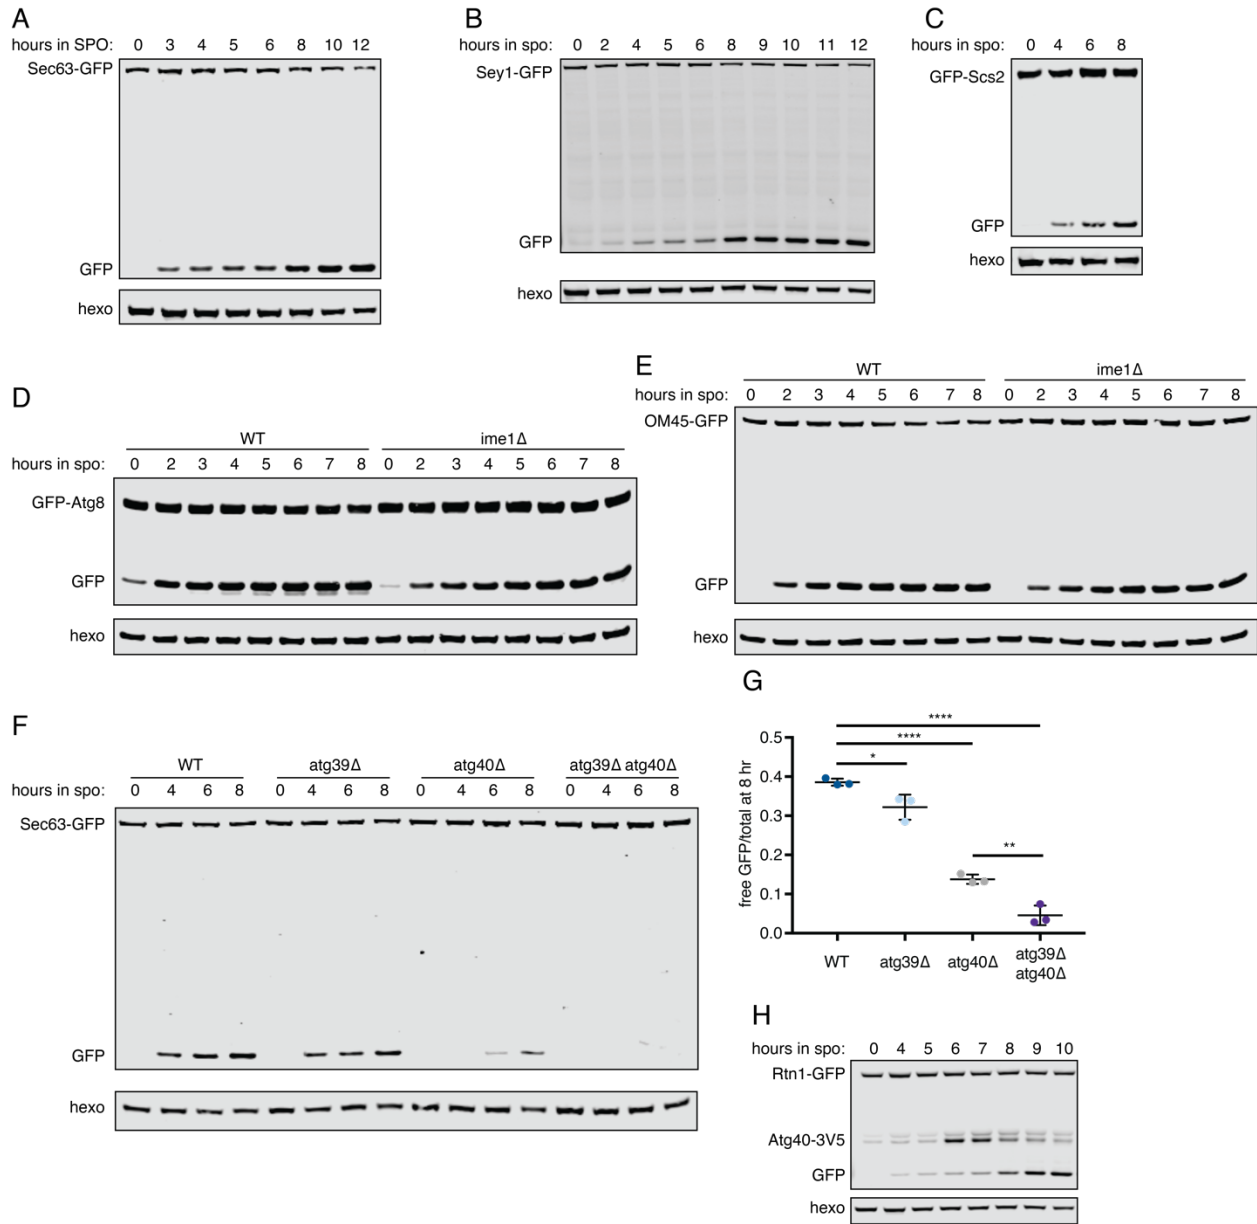 A
hours in SPO: 0 3 4 5 6 8 10 12
Sec63-GFP
GFP
hexo
B
hours in spo: 0 2 4 5 6 8 9 10 11 12
Sey1-GFP
GFP
hexo
C
hours in spo: 0 4 6 8
GFP-Scs2
GFP
hexo
D
WT ime1Δ
hours in spo: 0 2 3 4 5 6 7 8 0 2 3 4 5 6 7 8
GFP-Atg8
GFP
hexo
E
WT ime1Δ
hours in spo: 0 2 3 4 5 6 7 8 0 2 3 4 5 6 7 8
OM45-GFP
GFP
hexo
F
WT atg39Δ atg40Δ atg39Δ atg40Δ
hours in spo: 0 4 6 8 0 4 6 8 0 4 6 8 0 4 6 8
Sec63-GFP
GFP
hexo
G
free GFP/total at 8 hr
0.5
0.4
0.3
0.2
0.1
0.0
****
****
*
**
WT atg39Δ atg40Δ atg39Δ
atg40Δ
H
hours in spo: 0 4 5 6 7 8 9 10
Rtn1-GFP
Atg40-3V5
GFP
hexo